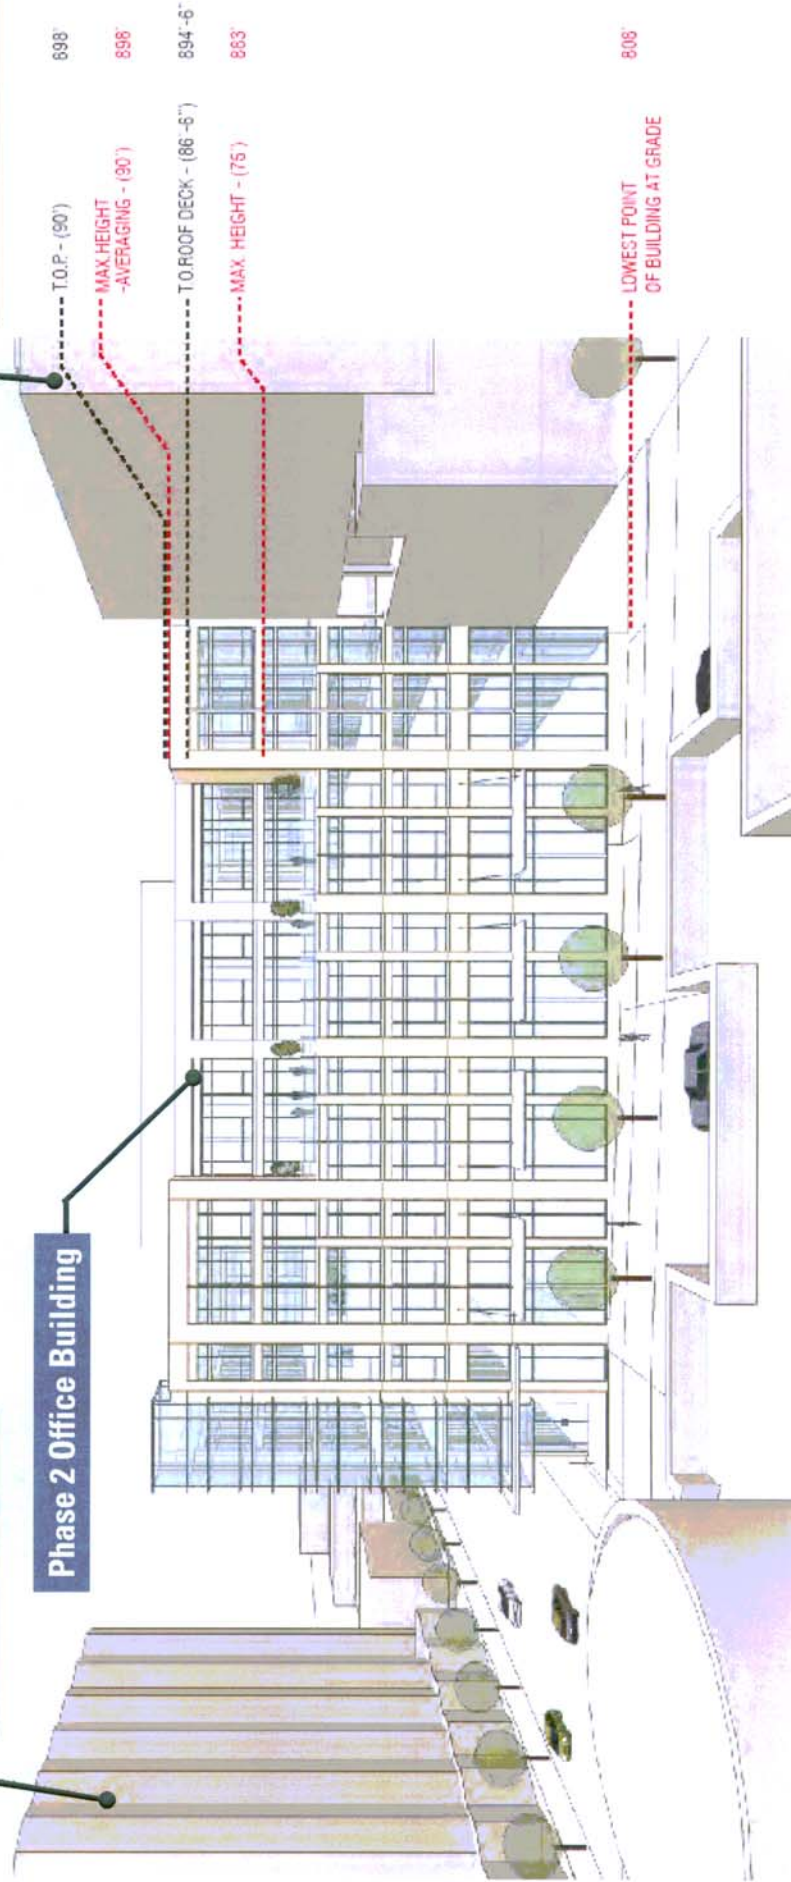 Phase 2 Office Building
T.O.P. - (90')
898'
MAX.HEIGHT
-AVERAGING - (90')
898'
T.O.ROOF DECK - (86'-6")
894'-6"
MAX. HEIGHT - (75')
883'
LOWEST POINT
OF BUILDING AT GRADE
808'